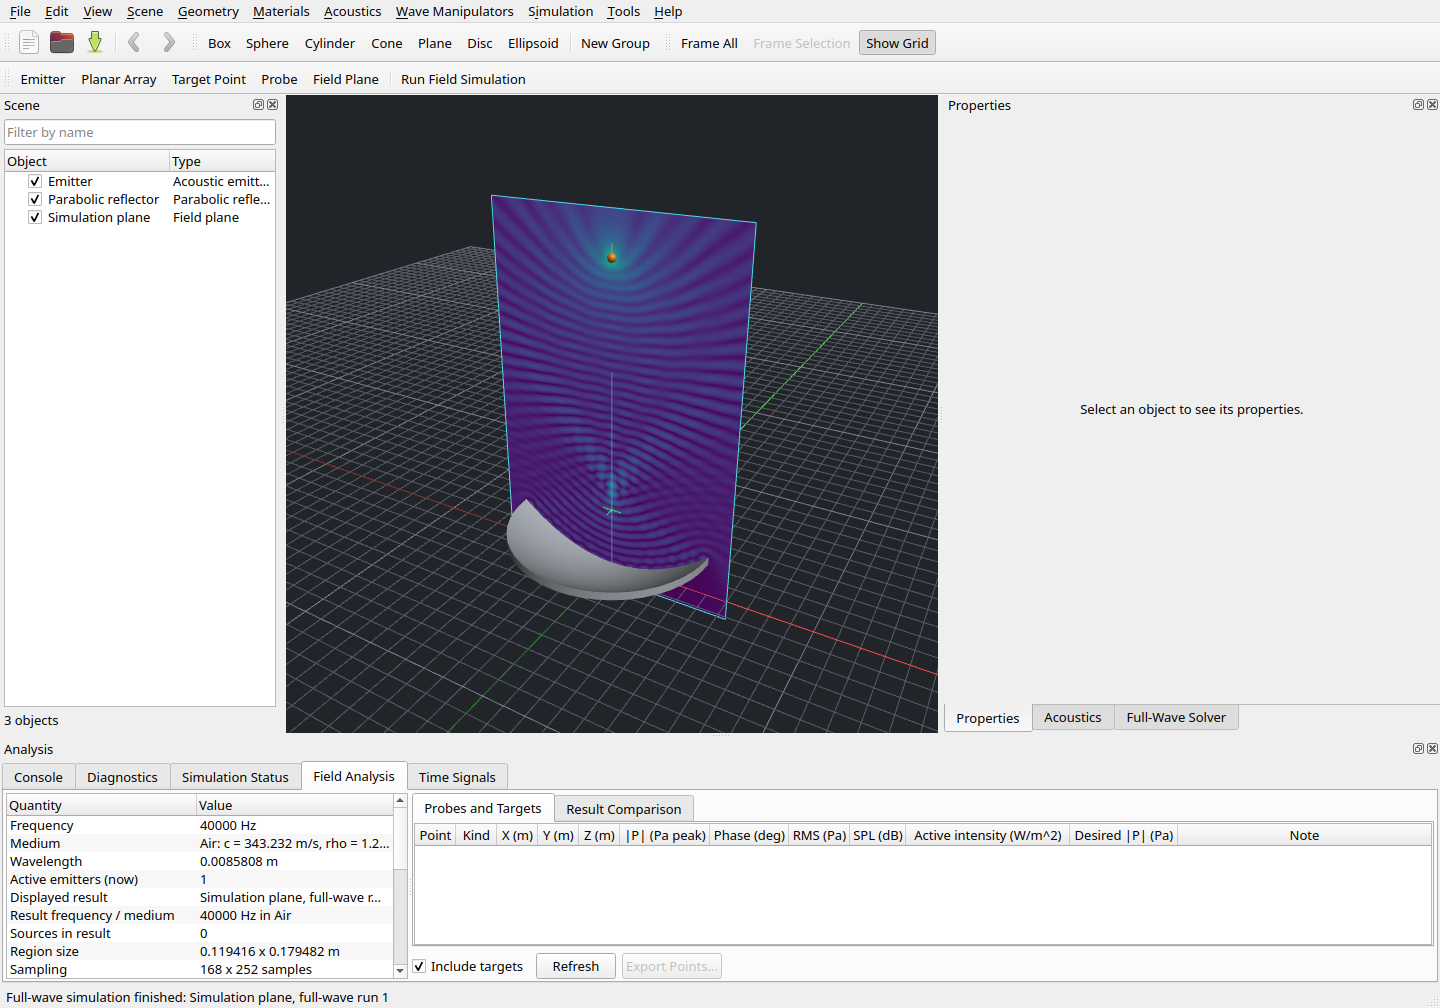 File Edit View Scene Geometry Materials Acoustics Wave Manipulators Simulation Tools Help
Box Sphere Cylinder Cone Plane Disc Ellipsoid New Group Frame All Frame Selection Show Grid
Emitter Planar Array Target Point Probe Field Plane Run Field Simulation
Scene
Filter by name
Object Type
Emitter Acoustic emitt...
Parabolic reflector Parabolic refle...
Simulation plane Field plane
3 objects
Properties
Select an object to see its properties.
Properties Acoustics Full-Wave Solver
Analysis
Console Diagnostics Simulation Status Field Analysis Time Signals
Quantity Value
Frequency 40000 Hz
Medium Air: c = 343.232 m/s, rho = 1.2...
Wavelength 0.0085808 m
Active emitters (now) 1
Displayed result Simulation plane, full-wave r...
Result frequency / medium 40000 Hz in Air
Sources in result 0
Region size 0.119416 x 0.179482 m
Sampling 168 x 252 samples
Probes and Targets Result Comparison
Point Kind X (m) Y (m) Z (m) |P| (Pa peak) Phase (deg) RMS (Pa) SPL (dB) Active intensity (W/m^2) Desired |P| (Pa) Note
Include targets Refresh Export Points...
Full-wave simulation finished: Simulation plane, full-wave run 1